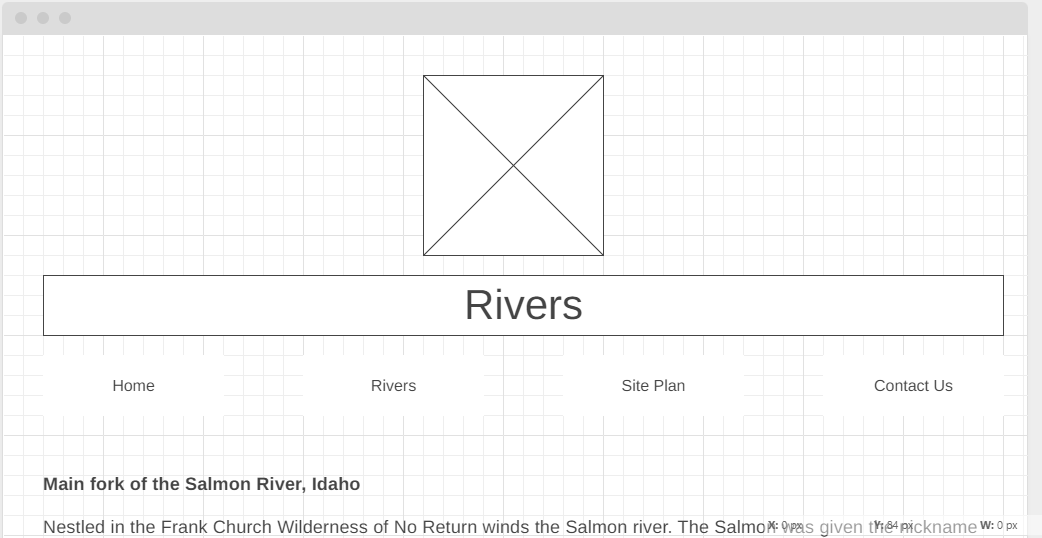 Rivers
Home
Rivers
Site Plan
Contact Us
Main fork of the Salmon River, Idaho
Nestled in the Frank Church Wilderness of No Return winds the Salmon river. The Salmon was given the nickname
X: 0 px Y: 84 px W: 0 px